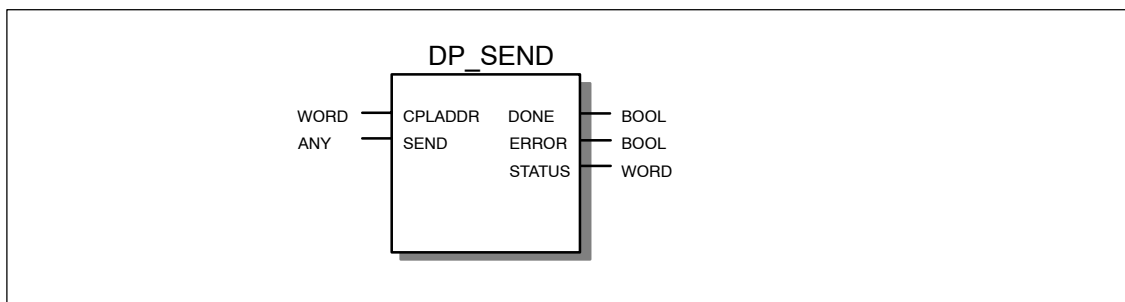 DP_SEND
WORD CPLADDR DONE BOOL
ANY SEND ERROR BOOL
STATUS WORD